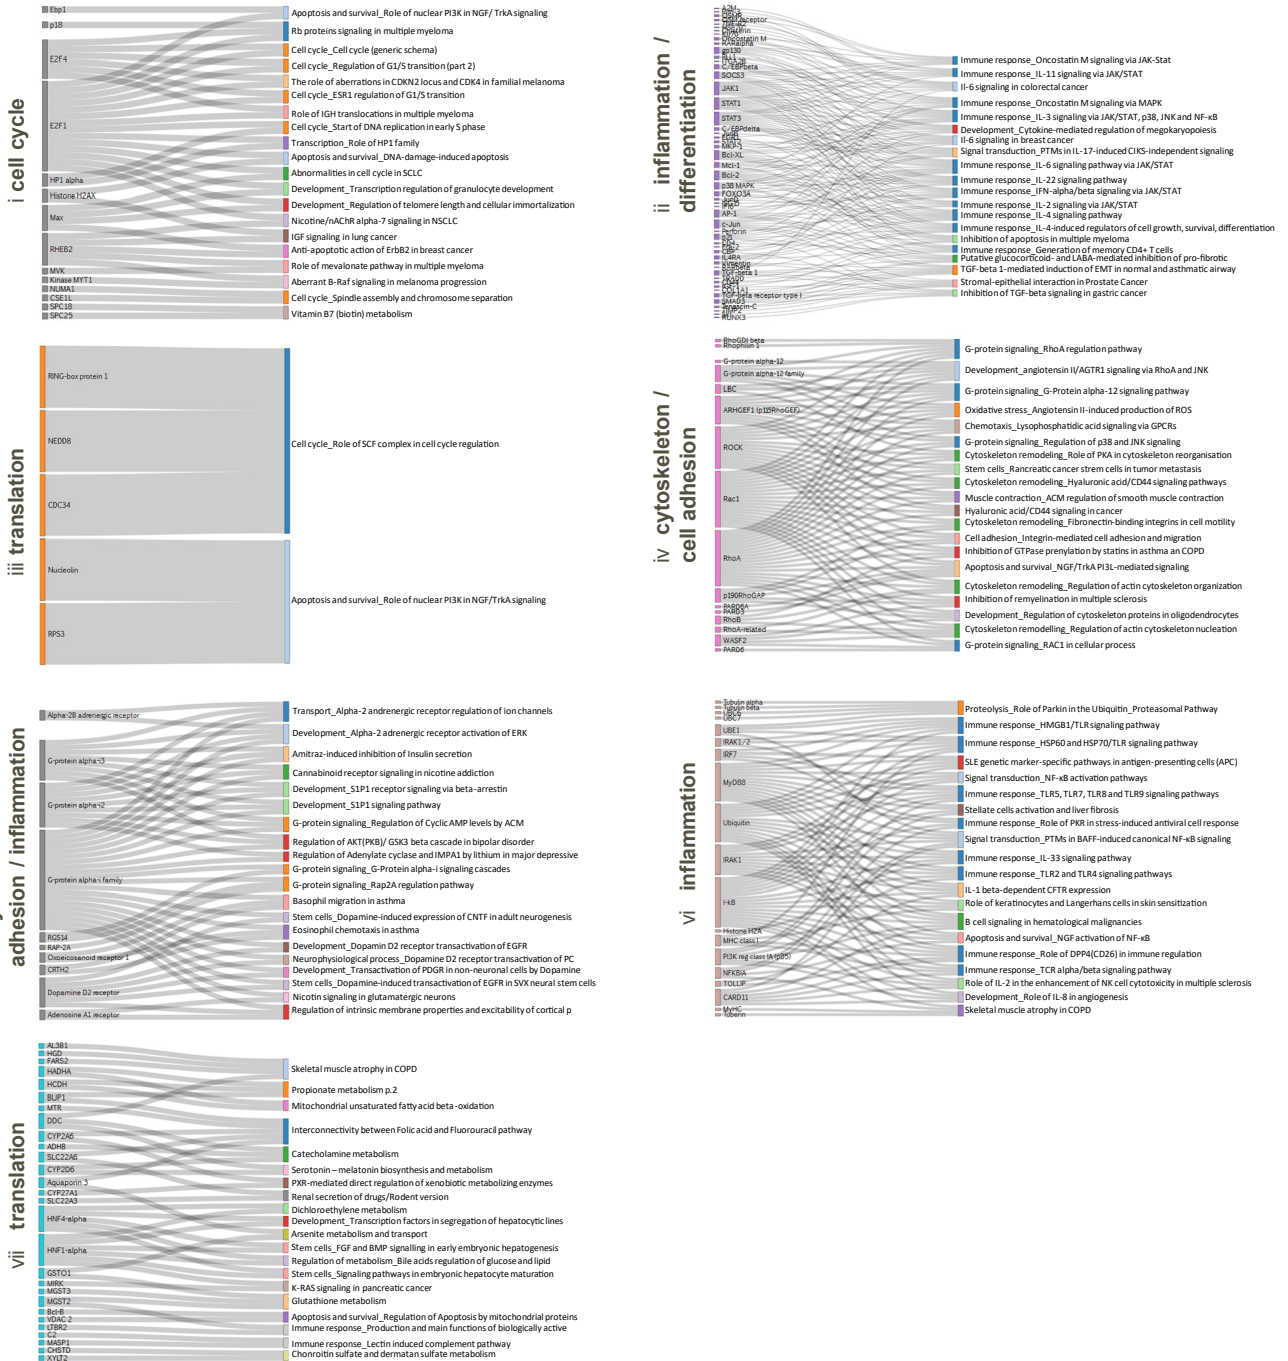 i cell cycle
Ebp1
p18
E2F4
E2F1
HP1 alpha
Histone H2AX
Max
RHEB2
MVK
Kinase MYT1
NUMA1
CSE1L
SPC18
SPC25
Apoptosis and survival_Role of nuclear PI3K in NGF/ TrkA signaling
Rb proteins signaling in multiple myeloma
Cell cycle_Cell cycle (generic schema)
Cell cycle_Regulation of G1/S transition (part 2)
The role of aberrations in CDKN2 locus and CDK4 in familial melanoma
Cell cycle_ESR1 regulation of G1/S transition
Role of IGH translocations in multiple myeloma
Cell cycle_Start of DNA replication in early S phase
Transcription_Role of HP1 family
Apoptosis and survival_DNA-damage-induced apoptosis
Abnormalities in cell cycle in SCLC
Development_Transcription regulation of granulocyte development
Development_Regulation of telomere length and cellular immortalization
Nicotine/nAChR alpha-7 signaling in NSCLC
IGF signaling in lung cancer
Anti-apoptotic action of ErbB2 in breast cancer
Role of mevalonate pathway in multiple myeloma
Aberrant B-Raf signaling in melanoma progression
Cell cycle_Spindle assembly and chromosome separation
Vitamin B7 (biotin) metabolism
ii inflammation /
differentiation
A2M
Oncostatin M
RARalpha
gp130
C/EBPbeta
SOCS3
JAK1
STAT1
STAT3
C/EBPdelta
STAT2
MKP-1
Bcl-XL
Mcl-1
Bcl-2
p38 MAPK
FOXO3A
AP-1
c-Jun
Perforin
p21
IL4RA
Vimentin
TGF-beta 1
COL1A1
TGF-beta receptor type I
SMAD3
Tenascin-C
RUNX3
Immune response_Oncostatin M signaling via JAK-Stat
Immune response_IL-11 signaling via JAK/STAT
Il-6 signaling in colorectal cancer
Immune response_Oncostatin M signaling via MAPK
Immune response_IL-3 signaling via JAK/STAT, p38, JNK and NF-κB
Development_Cytokine-mediated regulation of megokaryopoiesis
Il-6 signaling in breast cancer
Signal transduction_PTMs in IL-17-induced CIKS-independent signaling
Immune response_IL-6 signaling pathway via JAK/STAT
Immune response_IL-22 signaling pathway
Immune response_IFN-alpha/beta signaling via JAK/STAT
Immune response_IL-2 signaling via JAK/STAT
Immune response_IL-4 signaling pathway
Immune response_IL-4-induced regulators of cell growth, survival, differentiation
Inhibition of apoptosis in multiple myeloma
Immune response_Generation of memory CD4+ T cells
Putative glucocorticoid- and LABA-mediated inhibition of pro-fibrotic
TGF-beta 1-mediated induction of EMT in normal and asthmatic airway
Stromal-epithelial interaction in Prostate Cancer
Inhibition of TGF-beta signaling in gastric cancer
iii translation
RING-box protein 1
NEDD8
CDC34
Nucleolin
RPS3
Cell cycle_Role of SCF complex in cell cycle regulation
Apoptosis and survival_Role of nuclear PI3K in NGF/TrkA signaling
iv cytoskeleton /
cell adhesion
RhoGDI beta
Rhophilin 1
G-protein alpha-12
G-protein alpha-12 family
LBC
ARHGEF1 (p115RhoGEF)
ROCK
Rac1
RhoA
p190RhoGAP
PARD6A
PARD3
RhoB
RhoA-related
WASF2
PARD6
G-protein signaling_RhoA regulation pathway
Development_angiotensin II/AGTR1 signaling via RhoA and JNK
G-protein signaling_G-Protein alpha-12 signaling pathway
Oxidative stress_Angiotensin II-induced production of ROS
Chemotaxis_Lysophosphatidic acid signaling via GPCRs
G-protein signaling_Regulation of p38 and JNK signaling
Cytoskeleton remodeling_Role of PKA in cytoskeleton reorganisation
Stem cells_Rancreatic cancer stem cells in tumor metastasis
Cytoskeleton remodeling_Hyaluronic acid/CD44 signaling pathways
Muscle contraction_ACM regulation of smooth muscle contraction
Hyaluronic acid/CD44 signaling in cancer
Cytoskeleton remodeling_Fibronectin-binding integrins in cell motility
Cell adhesion_Integrin-mediated cell adhesion and migration
Inhibition of GTPase prenylation by statins in asthma an COPD
Apoptosis and survival_NGF/TrkA PI3L-mediated signaling
Cytoskeleton remodeling_Regulation of actin cytoskeleton organization
Inhibition of remyelination in multiple sclerosis
Development_Regulation of cytoskeleton proteins in oligodendrocytes
Cytoskeleton remodelling_Regulation of actin cytoskeleton nucleation
G-protein signaling_RAC1 in cellular process
adhesion / inflammation
Alpha-2B adrenergic receptor
G-protein alpha-i3
G-protein alpha-i2
G-protein alpha-i family
RGS14
RAP-2A
Oxoeicosanoid receptor 1
CRTH2
Dopamine D2 receptor
Adenosine A1 receptor
Transport_Alpha-2 andrenergic receptor regulation of ion channels
Development_Alpha-2 adrenergic receptor activation of ERK
Amitraz-induced inhibition of Insulin secretion
Cannabinoid receptor signaling in nicotine addiction
Development_S1P1 receptor signaling via beta-arrestin
Development_S1P1 signaling pathway
G-protein signaling_Regulation of Cyclic AMP levels by ACM
Regulation of AKT(PKB)/ GSK3 beta cascade in bipolar disorder
Regulation of Adenylate cyclase and IMPA1 by lithium in major depressive
G-protein signaling_G-Protein alpha-i signaling cascades
G-protein signaling_Rap2A regulation pathway
Basophil migration in asthma
Stem cells_Dopamine-induced expression of CNTF in adult neurogenesis
Eosinophil chemotaxis in asthma
Development_Dopamin D2 receptor transactivation of EGFR
Neurophysiological process_Dopamine D2 receptor transactivation of PC
Development_Transactivation of PDGR in non-neuronal cells by Dopamine
Stem cells_Dopamine-induced transactivation of EGFR in SVX neural stem cells
Nicotin signaling in glutamatergic neurons
Regulation of intrinsic membrane properties and excitability of cortical p
vi inflammation
Tubulin alpha
Tubulin beta
UBC6
UBC7
UBE1
IRAK1/2
IRF7
MyD88
Ubiquitin
IRAK1
I-kB
Histone H2A
MHC class I
PI3K reg class IA (p85)
NFKBIA
TOLLIP
CARD11
MyHC
Tuberin
Proteolysis_Role of Parkin in the Ubiquitin_Proteasomal Pathway
Immune response_HMGB1/TLR signaling pathway
Immune response_HSP60 and HSP70/TLR signaling pathway
SLE genetic marker-specific pathways in antigen-presenting cells (APC)
Signal transduction_NF-κB activation pathways
Immune response_TLR5, TLR7, TLR8 and TLR9 signaling pathways
Stellate cells activation and liver fibrosis
Immune response_Role of PKR in stress-induced antiviral cell response
Signal transduction_PTMs in BAFF-induced canonical NF-κB signaling
Immune response_IL-33 signaling pathway
Immune response_TLR2 and TLR4 signaling pathways
IL-1 beta-dependent CFTR expression
Role of keratinocytes and Langerhans cells in skin sensitization
B cell signaling in hematological malignancies
Apoptosis and survival_NGF activation of NF-κB
Immune response_Role of DPP4(CD26) in immune regulation
Immune response_TCR alpha/beta signaling pathway
Role of IL-2 in the enhancement of NK cell cytotoxicity in multiple sclerosis
Development_Role of IL-8 in angiogenesis
Skeletal muscle atrophy in COPD
vii translation
AL3B1
HGD
FARS2
HADHA
HCDH
BUP1
MTR
DDC
CYP2A6
ADHB
SLC22A6
CYP2D6
Aquaporin 3
CYP27A1
SLC22A3
HNF4-alpha
HNF1-alpha
GSTO1
MIRK
MGST3
MGST2
Bcl-B
VDAC 2
LTBR2
C2
MASP1
CHSTD
XYLT2
Skeletal muscle atrophy in COPD
Propionate metabolism p.2
Mitochondrial unsaturated fatty acid beta-oxidation
Interconnectivity between Folic acid and Fluorouracil pathway
Catecholamine metabolism
Serotonin – melatonin biosynthesis and metabolism
PXR-mediated direct regulation of xenobiotic metabolizing enzymes
Renal secretion of drugs/Rodent version
Dichloroethylene metabolism
Development_Transcription factors in segregation of hepatocytic lines
Arsenite metabolism and transport
Stem cells_FGF and BMP signalling in early embryonic hepatogenesis
Regulation of metabolism_Bile acids regulation of glucose and lipid
Stem cells_Signaling pathways in embryonic hepatocyte maturation
K-RAS signaling in pancreatic cancer
Glutathione metabolism
Apoptosis and survival_Regulation of Apoptosis by mitochondrial proteins
Immune response_Production and main functions of biologically active
Immune response_Lectin induced complement pathway
Chonroitin sulfate and dermatan sulfate metabolism